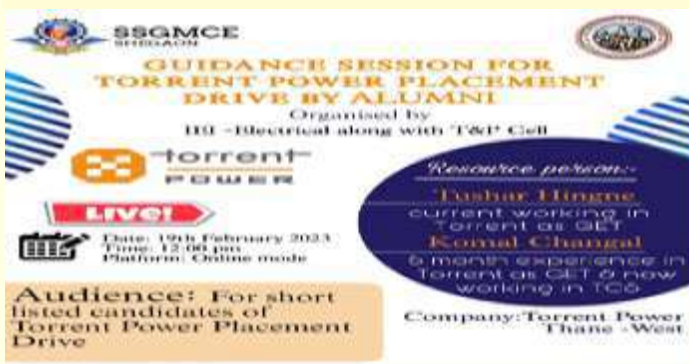 SSGMCE
SHEGAON
GUIDANCE SESSION FOR
TORRENT POWER PLACEMENT
DRIVE BY ALUMNI
Organised by
-Electrical along with T&P Cell
torrent
POWER
LIVE!
Date: 19th February 2023
Time: 12:00 pm
Platform: Online mode
Resource person:-
Tushar Hingne
current working in
Torrent as GET
Komal Changal
6 month experience in
Torrent as GET & now
working in TCS
Audience: For short
listed candidates of
Torrent Power Placement
Drive
Company:Torrent Power
Thane -West